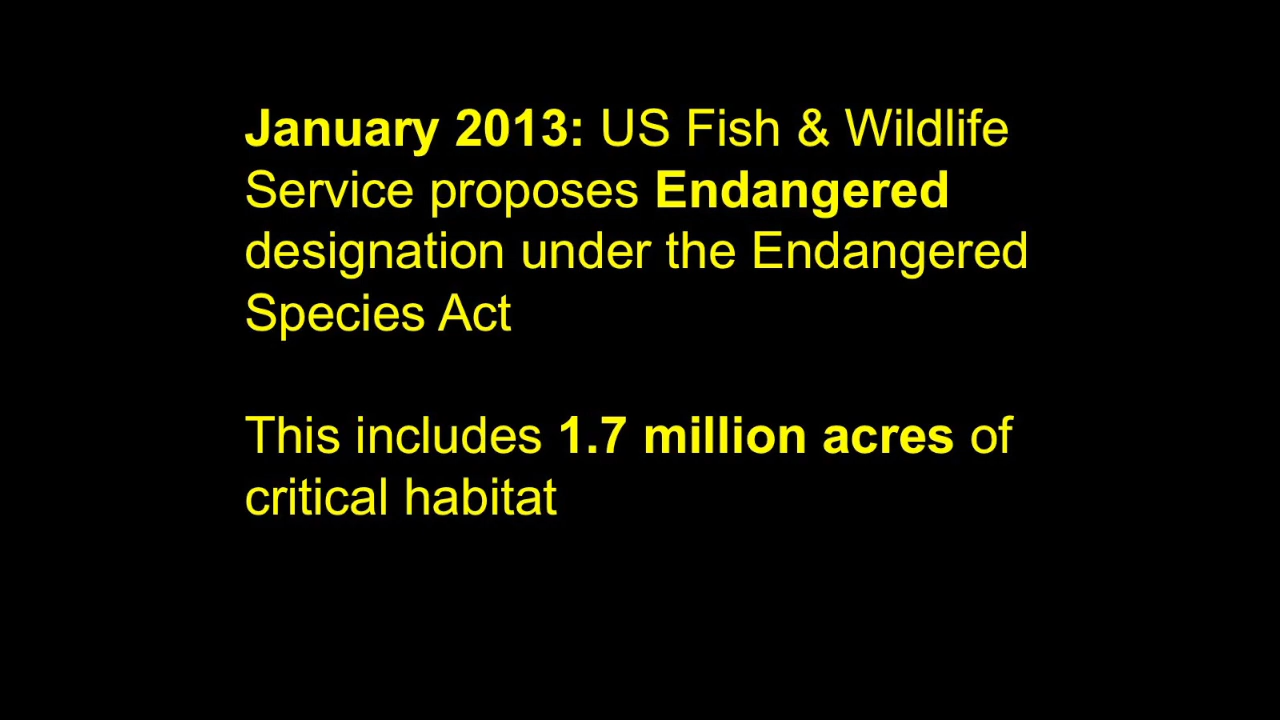 January 2013: US Fish & Wildlife
Service proposes Endangered
designation under the Endangered
Species Act
This includes 1.7 million acres of
critical habitat